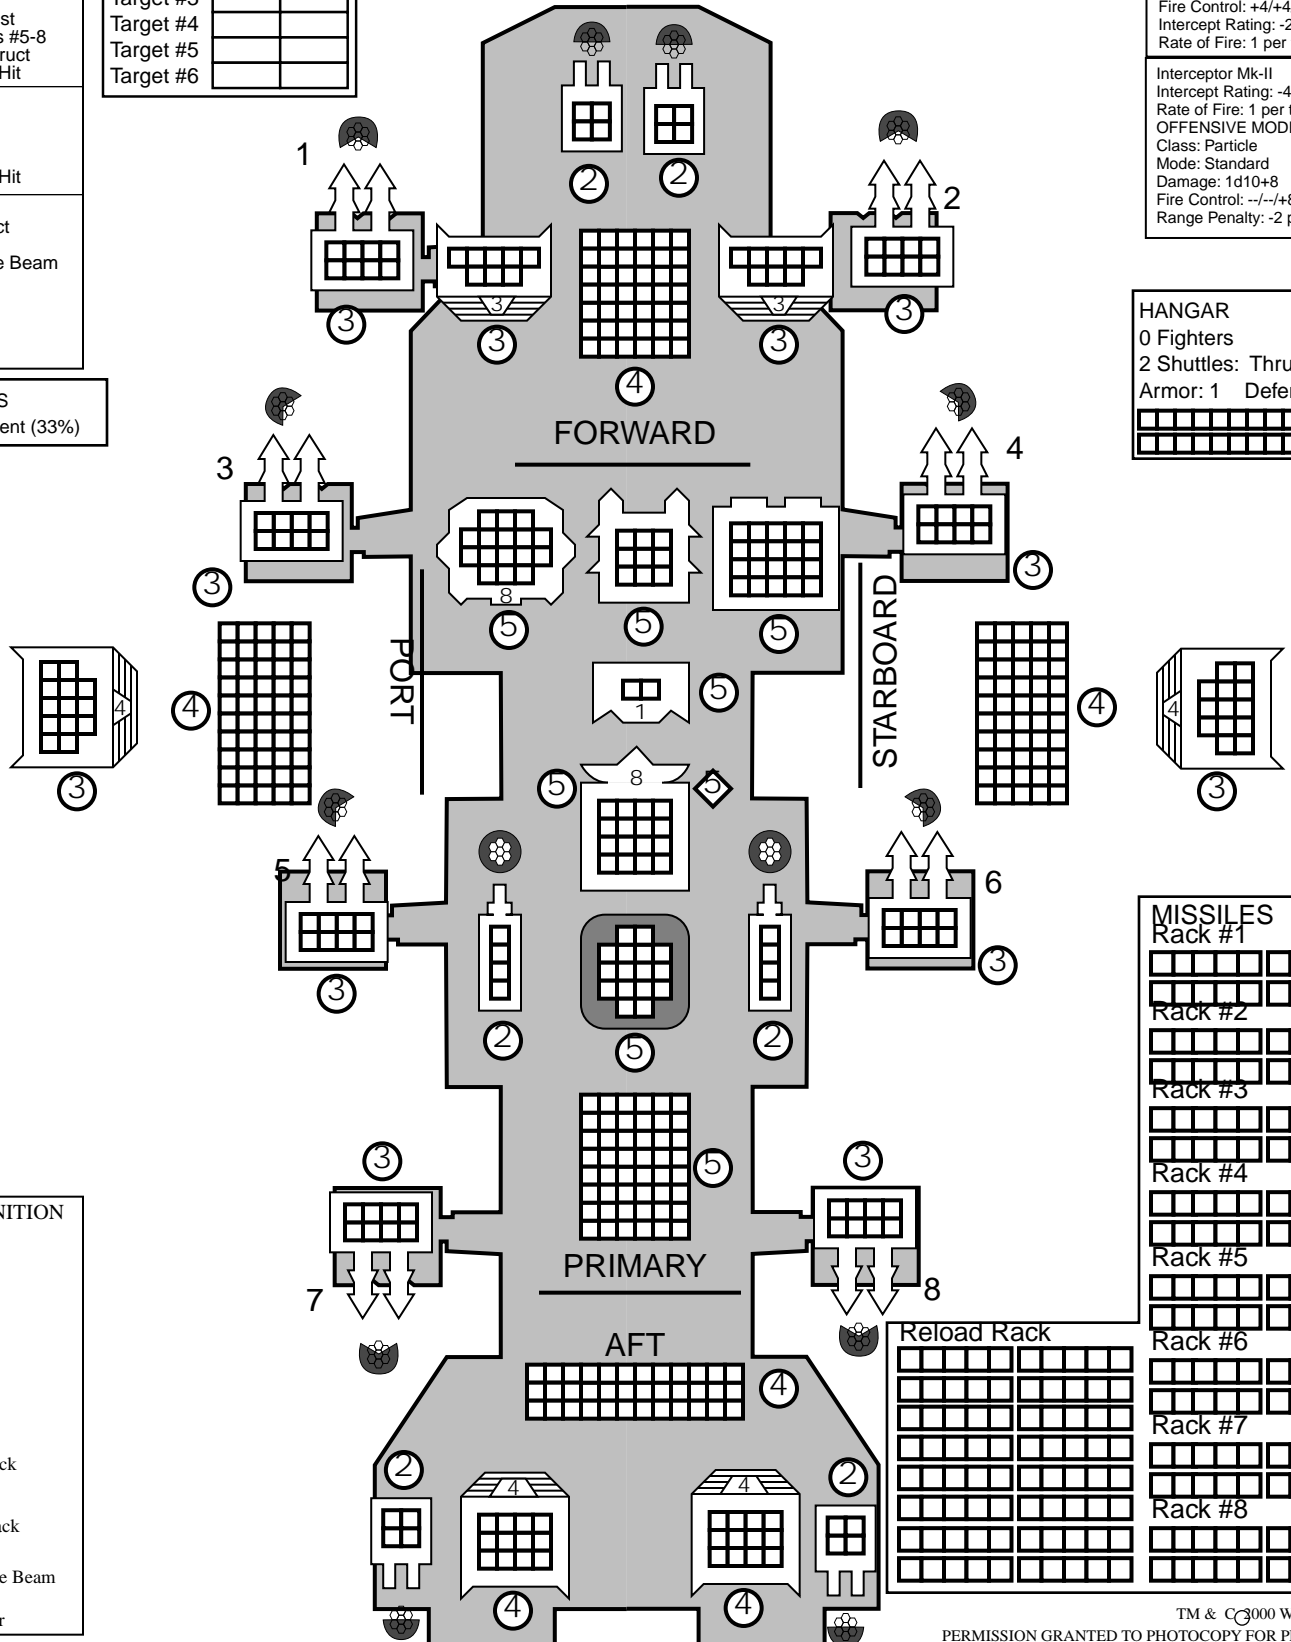 st
s #5-8
ruct
Hit
Hit
ct
e Beam
S
ent (33%)
Target #4
Target #5
Target #6
Fire Control: +4/+4
Intercept Rating: -2
Rate of Fire: 1 per
Interceptor Mk-II
Intercept Rating: -4
Rate of Fire: 1 per t
OFFENSIVE MODE
Class: Particle
Mode: Standard
Damage: 1d10+8
Fire Control: --/--/+8
Range Penalty: -2 p
HANGAR
0 Fighters
2 Shuttles: Thru
Armor: 1 Defen
2 2
1 2
3 3
3 3 3 3
4
FORWARD
3 4
8
3 5 5 5 3
PORT
STARBOARD
1 5
4 4 4 4
3 5 8 5 3
5 6
3 3
2 5 2
3 5 3
PRIMARY
7 8
AFT
4
2 2
4 4
4 4
MISSILES
Rack #1
Rack #2
Rack #3
Rack #4
Rack #5
Rack #6
Rack #7
Rack #8
Reload Rack
NITION
ck
ck
e Beam
r
TM & C 2000 W
PERMISSION GRANTED TO PHOTOCOPY FOR PE